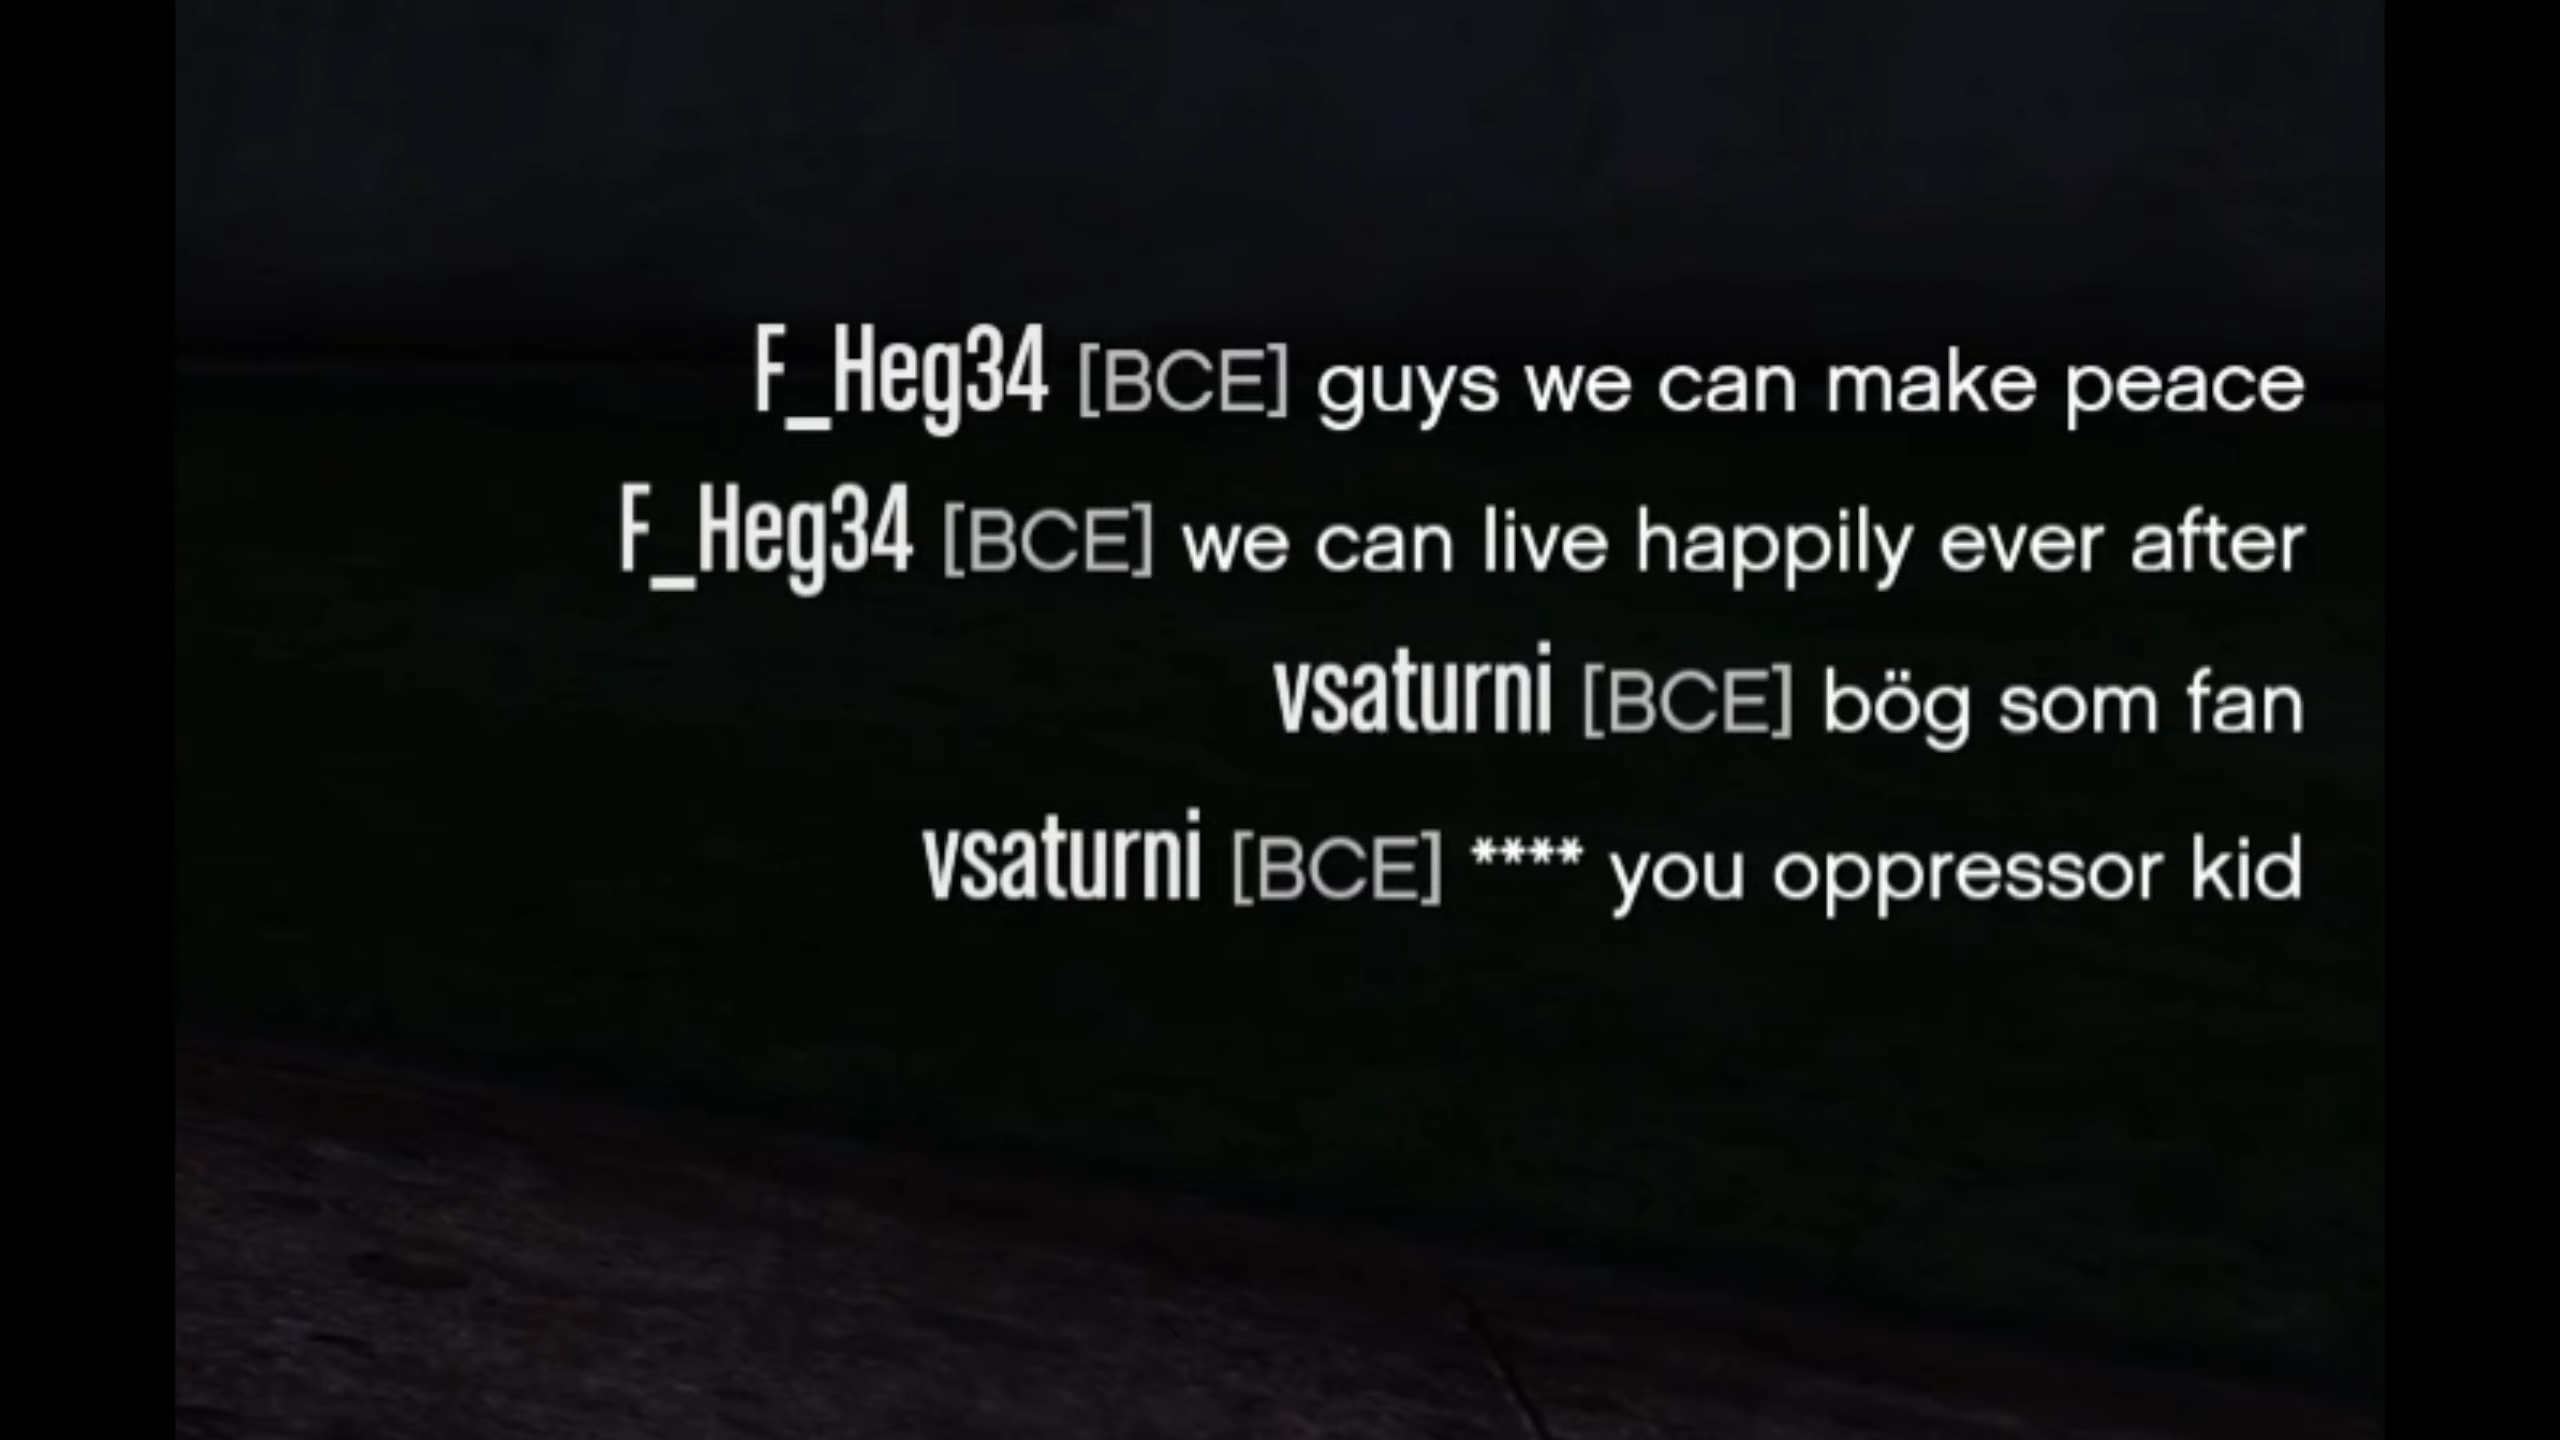 F_Heg34 [BCE] guys we can make peace
F_Heg34 [BCE] we can live happily ever after
vsaturni [BCE] bög som fan
vsaturni [BCE] **** you oppressor kid